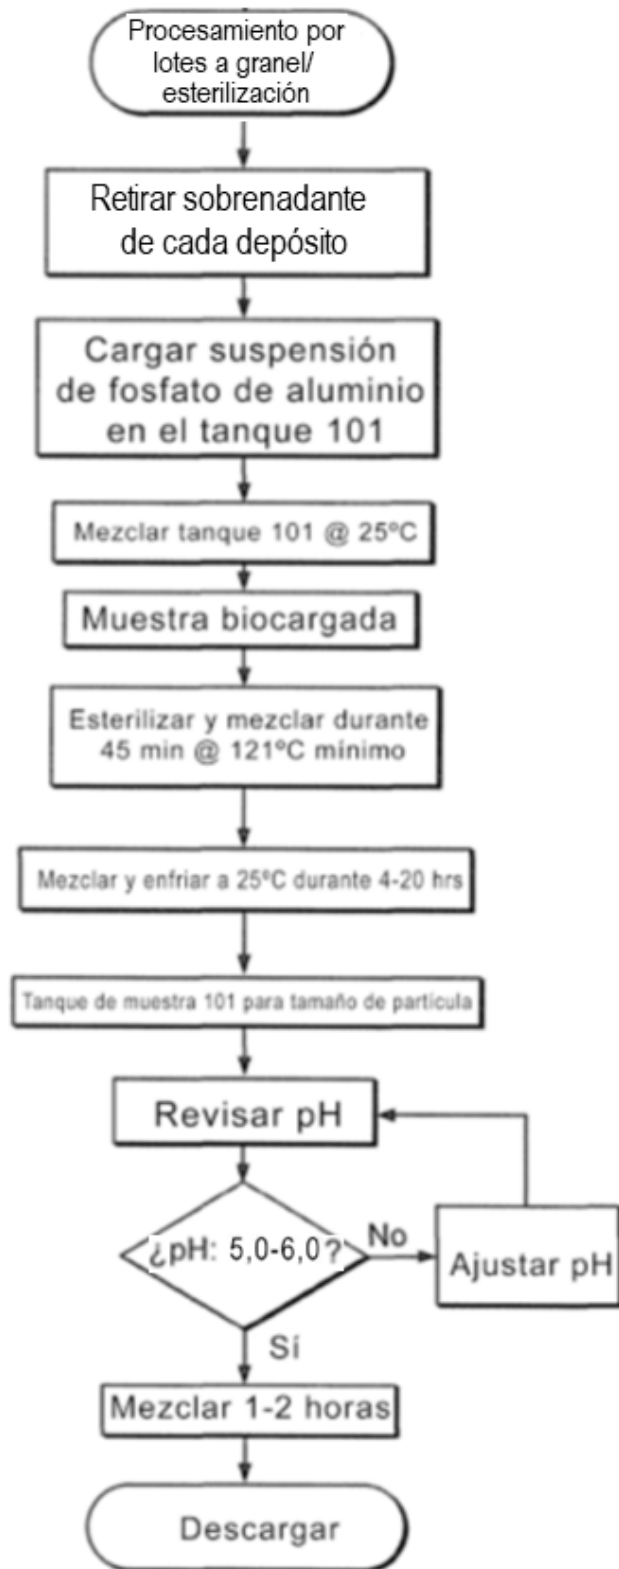 Procesamiento por
lotes a granel/
esterilización
Retirar sobrenadante
de cada depósito
Cargar suspensión
de fosfato de aluminio
en el tanque 101
Mezclar tanque 101 @ 25ºC
Muestra biocargada
Esterilizar y mezclar durante
45 min @ 121ºC mínimo
Mezclar y enfriar a 25ºC durante 4-20 hrs
Tanque de muestra 101 para tamaño de partícula
Revisar pH
¿pH: 5,0-6,0?
No
Ajustar pH
Sí
Mezclar 1-2 horas
Descargar